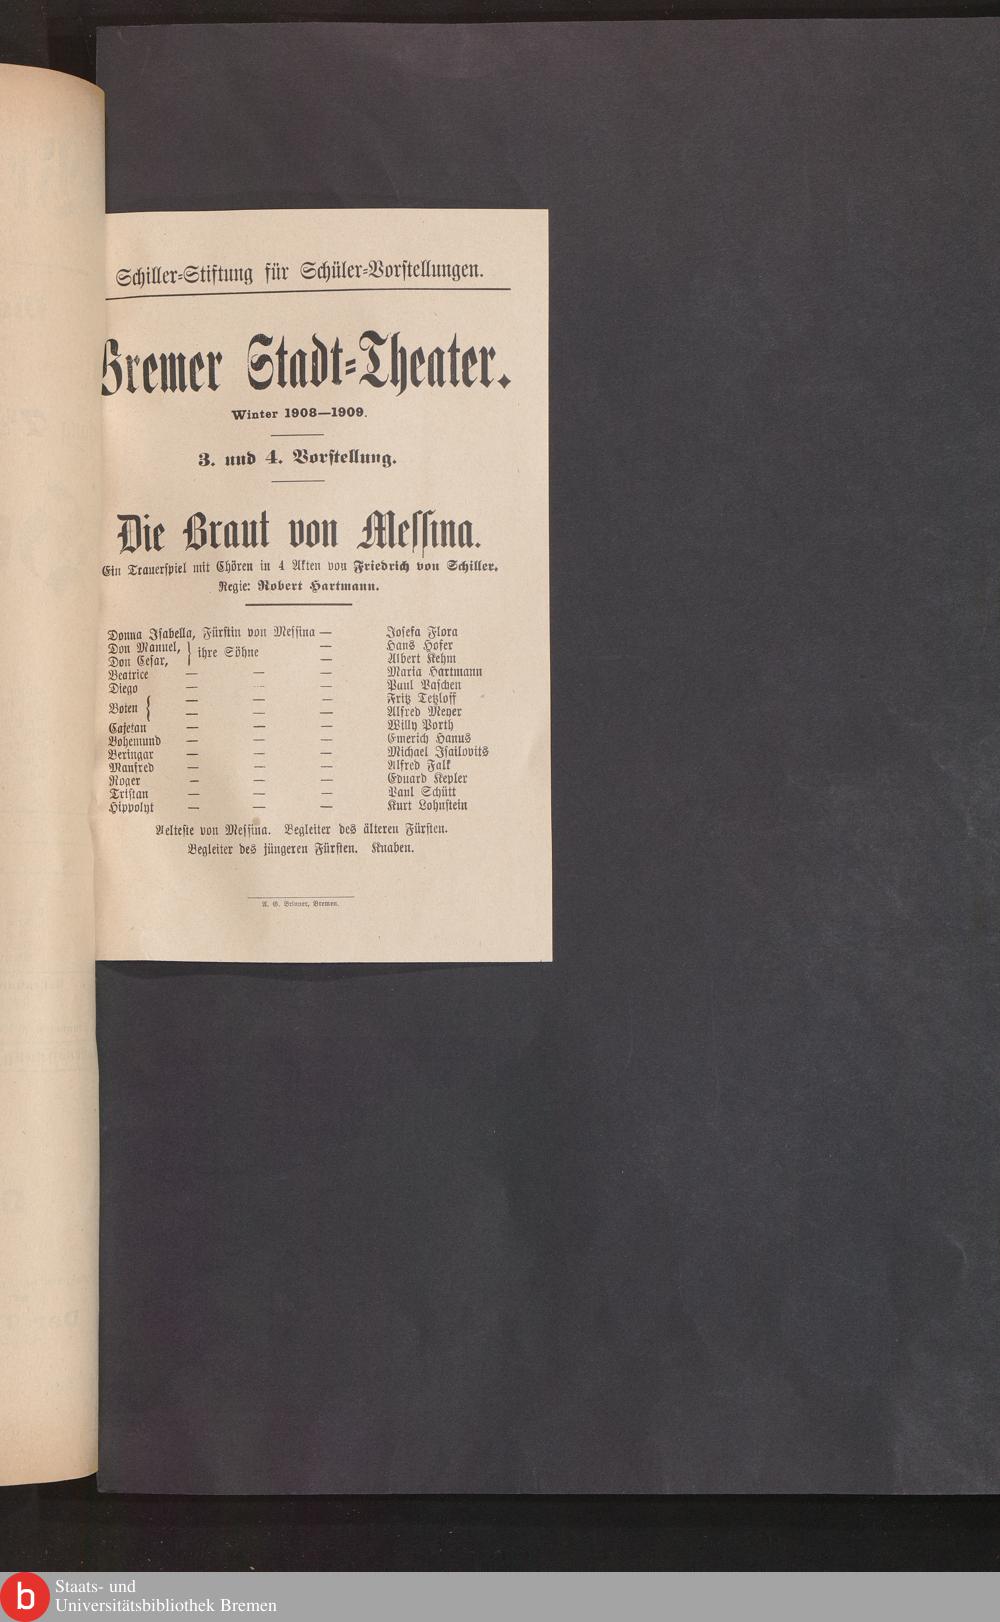 Schiller-Stiftung für Schüler-Vorstellungen.
Bremer Stadt-Theater.
Winter 1908—1909.
3. und 4. Vorstellung.
Die Braut von Messina.
Ein Trauerspiel mit Chören in 4 Akten von Friedrich von Schiller.
Regie: Robert Hartmann.
Donna Isabella, Fürstin von Messina — Josefa Flora
Don Manuel, } ihre Söhne — Hans Hofer
Don Cesar, — Albert Kehm
Beatrice — — — Maria Hartmann
Diego — — — Paul Paschen
Boten { — — — Fritz Tetzloff
— — — Alfred Meyer
Cajetan — — — Willy Porth
Bohemund — — — Emerich Hanus
Beringar — — — Michael Isailovits
Manfred — — — Alfred Falk
Roger — — — Eduard Kepler
Tristan — — — Paul Schütt
Hippolyt — — — Kurt Lohnstein
Aelteste von Messina. Begleiter des älteren Fürsten.
Begleiter des jüngeren Fürsten. Knaben.
A. G. Brinner, Bremen.
Staats- und
Universitätsbibliothek Bremen